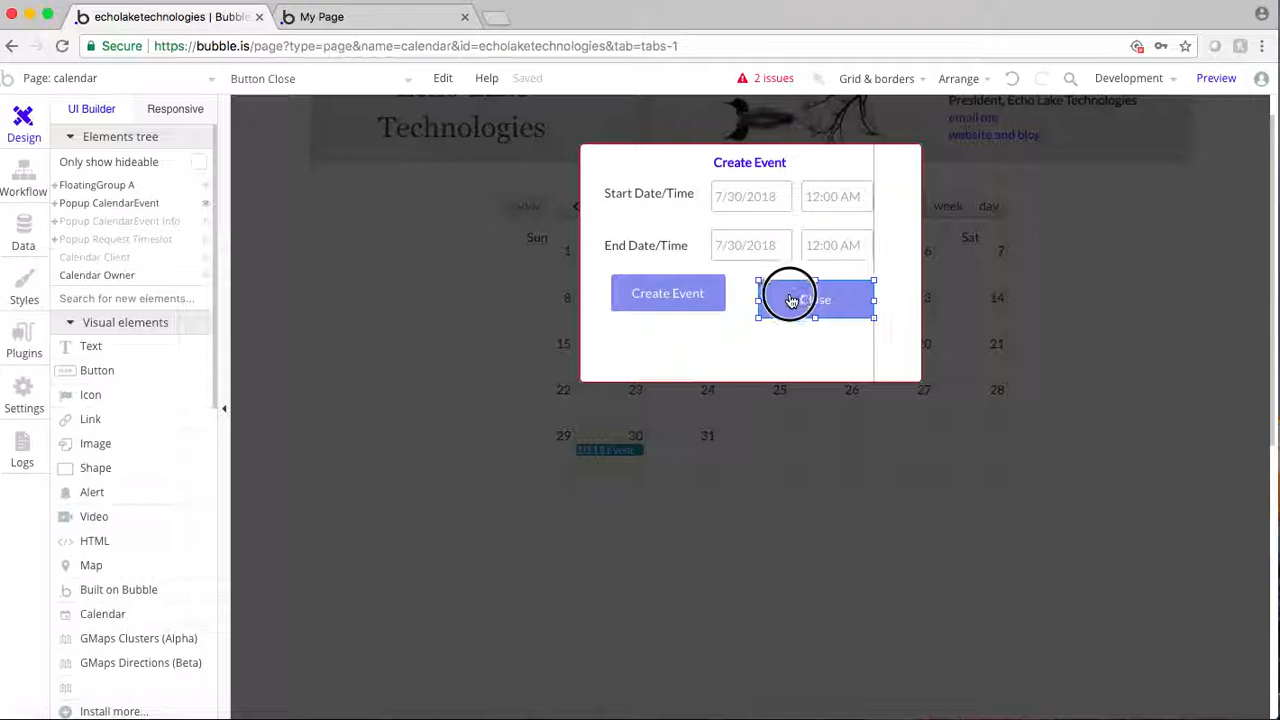 echolaketechnologies | Bubble
My Page
Secure
https://bubble.is/page?type=page&name=calendar&id=echolaketechnologies&tab=tabs-1
Page: calendar
Button Close
Edit
Help
Saved
2 issues
Grid & borders
Arrange
Development
Preview
Design
Workflow
Data
Styles
Plugins
Settings
Logs
UI Builder
Responsive
Elements tree
Only show hideable
FloatingGroup A
Popup CalendarEvent
Popup CalendarEvent Info
Popup Request Timeslot
Calendar Client
Calendar Owner
Search for new elements...
Visual elements
Text
Button
Icon
Link
Image
Shape
Alert
Video
HTML
Map
Built on Bubble
Calendar
GMaps Clusters (Alpha)
GMaps Directions (Beta)
Install more...
Technologies
President, Echo Lake Technologies
email me
website and blog
Create Event
Start Date/Time
7/30/2018
12:00 AM
End Date/Time
7/30/2018
12:00 AM
Create Event
week
day
Sun
Sat
1
6
7
8
14
15
20
21
22
23
24
25
26
27
28
29
30
31
Event